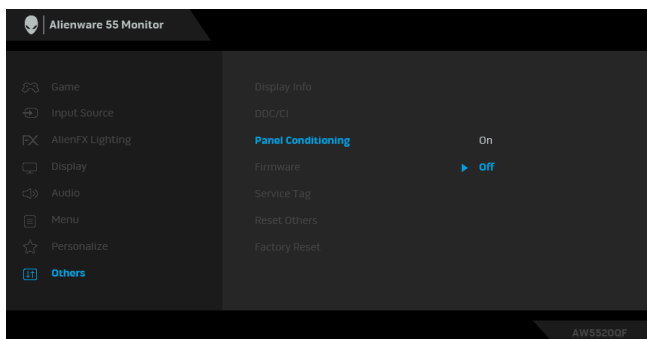 Alienware 55 Monitor
Game
Display Info
Input Source
DDC/CI
AlienFX Lighting
Panel Conditioning On
Display
Firmware Off
Audio
Service Tag
Menu
Reset Others
Personalize
Factory Reset
Others
AW5520QF